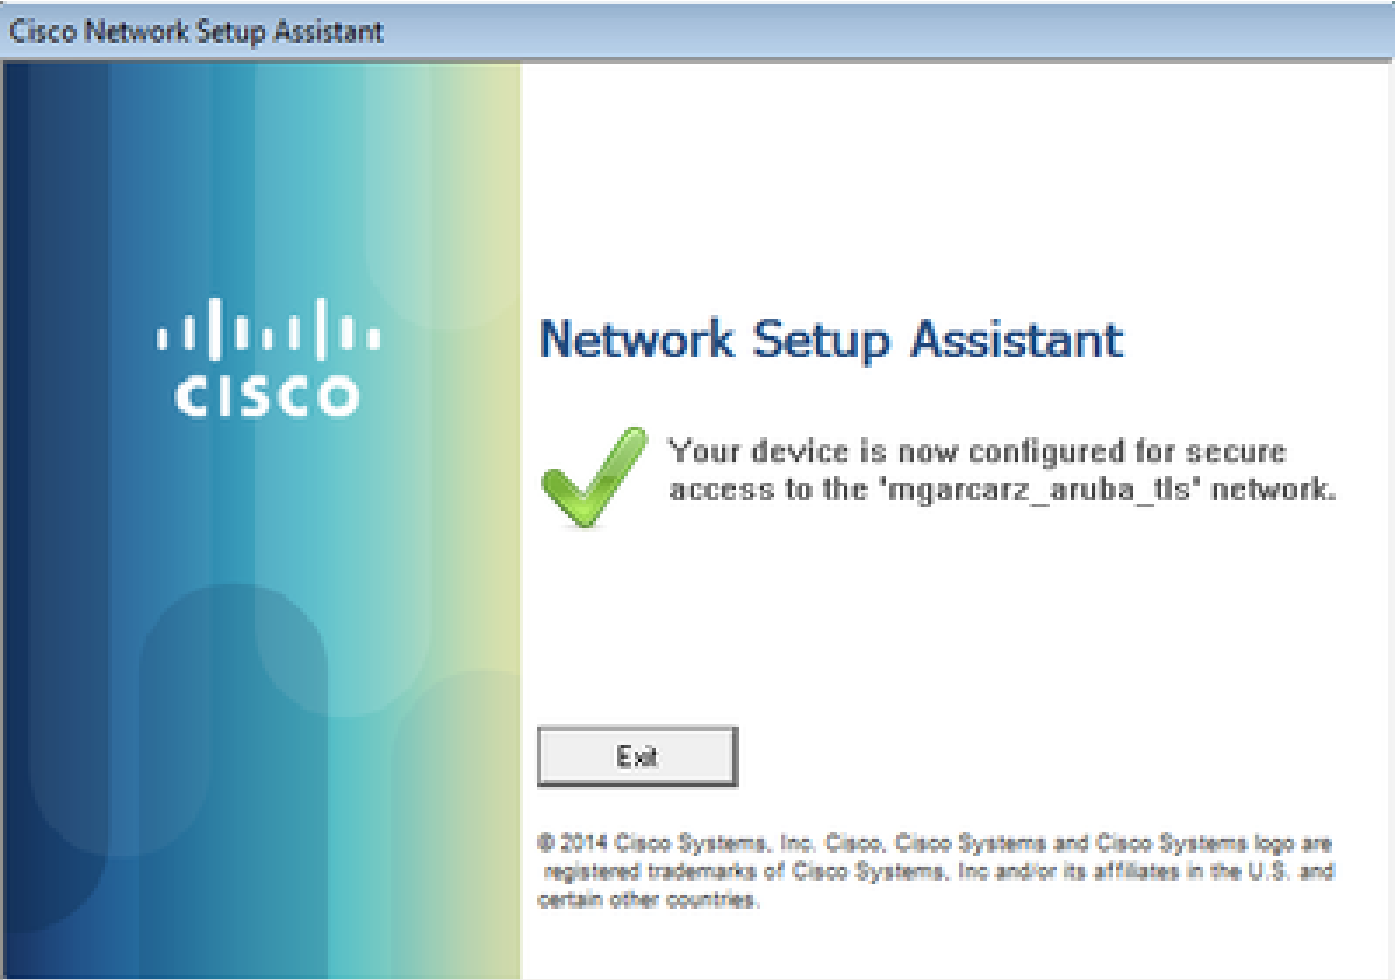 Cisco Network Setup Assistant
CISCO
Network Setup Assistant
Your device is now configured for secure
access to the 'mgarcarz_aruba_tls' network.
Exit
© 2014 Cisco Systems, Inc. Cisco, Cisco Systems and Cisco Systems logo are
registered trademarks of Cisco Systems, Inc and/or its affiliates in the U.S. and
certain other countries.